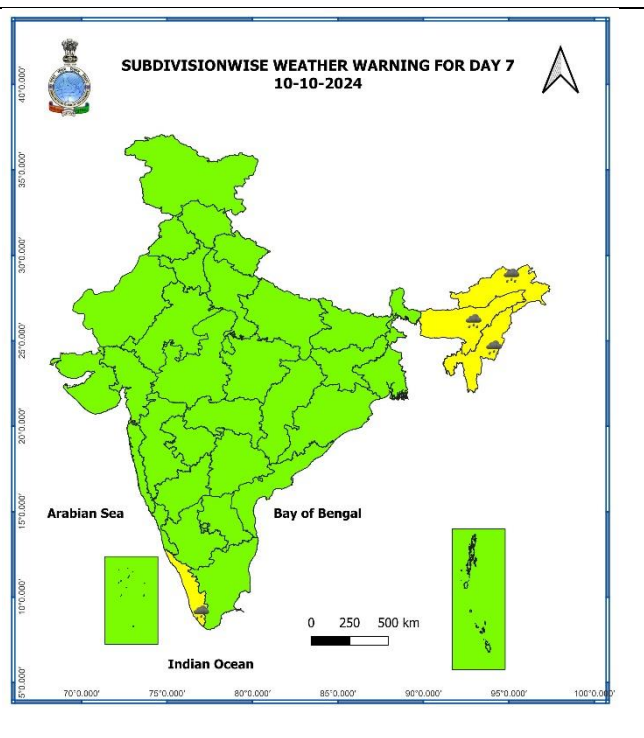 SUBDIVISIONWISE WEATHER WARNING FOR DAY 7
10-10-2024
40°0.000'
35°0.000'
30°0.000'
25°0.000'
20°0.000'
15°0.000'
10°0.000'
5°0.000'
Arabian Sea
Bay of Bengal
0 250 500 km
Indian Ocean
70°0.000' 75°0.000' 80°0.000' 85°0.000' 90°0.000' 95°0.000' 100°0.000'